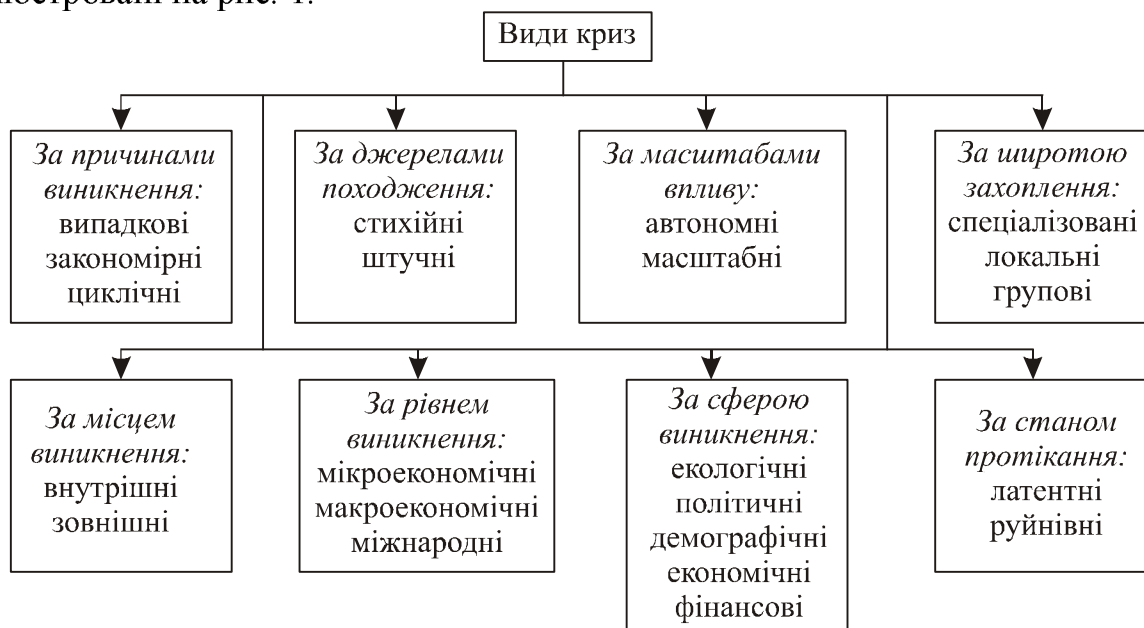 на рис. 1.
Види криз
За причинами
виникнення:
випадкові
закономірні
циклічні
За джерелами
походження:
стихійні
штучні
За масштабами
впливу:
автономні
масштабні
За широтою
захоплення:
спеціалізовані
локальні
групові
За місцем
виникнення:
внутрішні
зовнішні
За рівнем
виникнення:
мікроекономічні
макроекономічні
міжнародні
За сферою
виникнення:
екологічні
політичні
демографічні
економічні
фінансові
За станом
протікання:
латентні
руйнівні